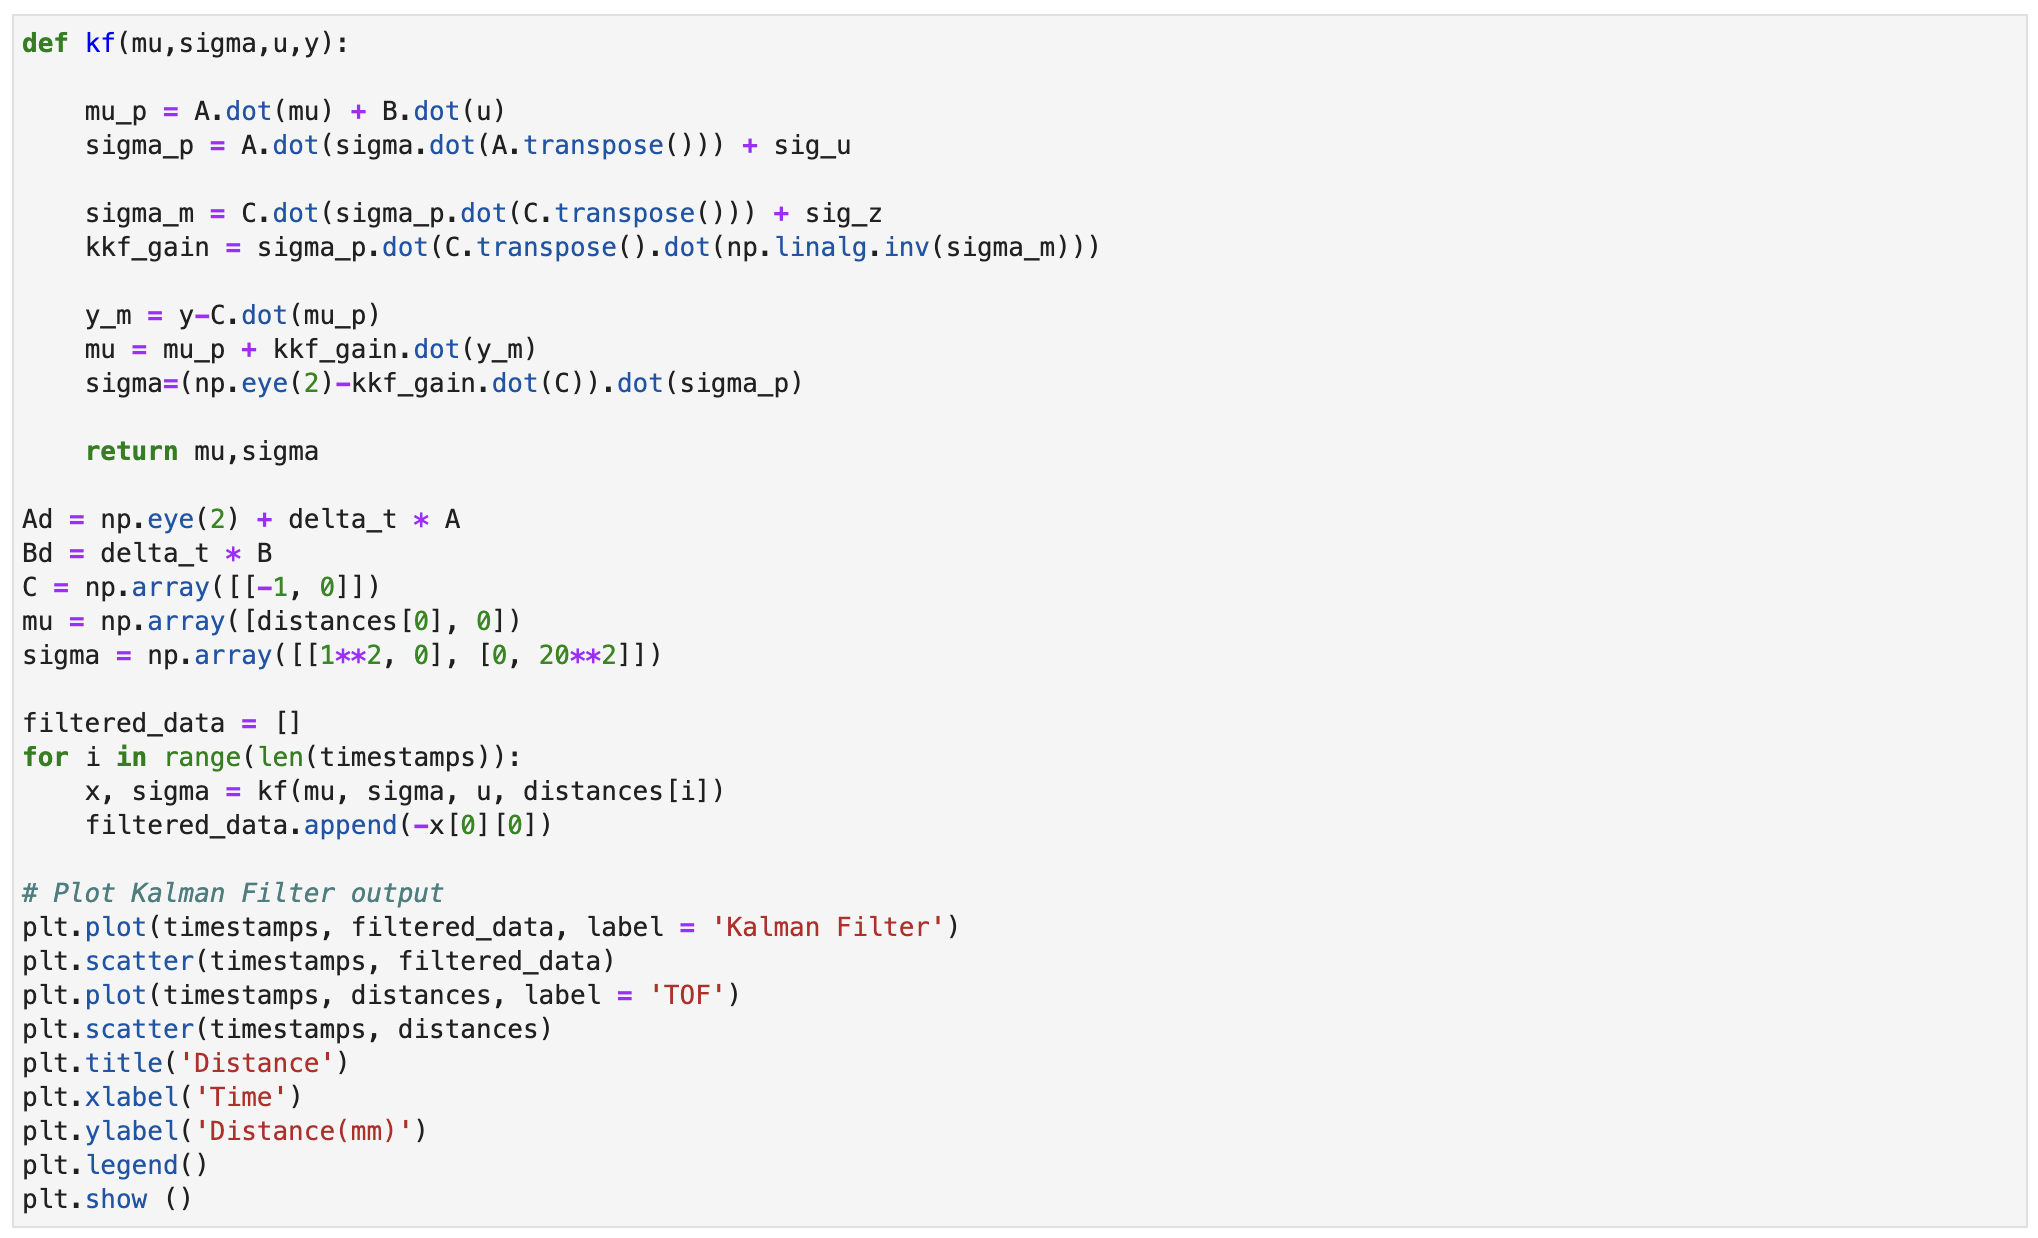 def kf(mu,sigma,u,y):

    mu_p = A.dot(mu) + B.dot(u)
    sigma_p = A.dot(sigma.dot(A.transpose())) + sig_u

    sigma_m = C.dot(sigma_p.dot(C.transpose())) + sig_z
    kkf_gain = sigma_p.dot(C.transpose().dot(np.linalg.inv(sigma_m)))

    y_m = y-C.dot(mu_p)
    mu = mu_p + kkf_gain.dot(y_m)
    sigma=(np.eye(2)-kkf_gain.dot(C)).dot(sigma_p)

    return mu,sigma

Ad = np.eye(2) + delta_t * A
Bd = delta_t * B
C = np.array([[-1, 0]])
mu = np.array([distances[0], 0])
sigma = np.array([[1**2, 0], [0, 20**2]])

filtered_data = []
for i in range(len(timestamps)):
    x, sigma = kf(mu, sigma, u, distances[i])
    filtered_data.append(-x[0][0])

# Plot Kalman Filter output
plt.plot(timestamps, filtered_data, label = 'Kalman Filter')
plt.scatter(timestamps, filtered_data)
plt.plot(timestamps, distances, label = 'TOF')
plt.scatter(timestamps, distances)
plt.title('Distance')
plt.xlabel('Time')
plt.ylabel('Distance(mm)')
plt.legend()
plt.show ()